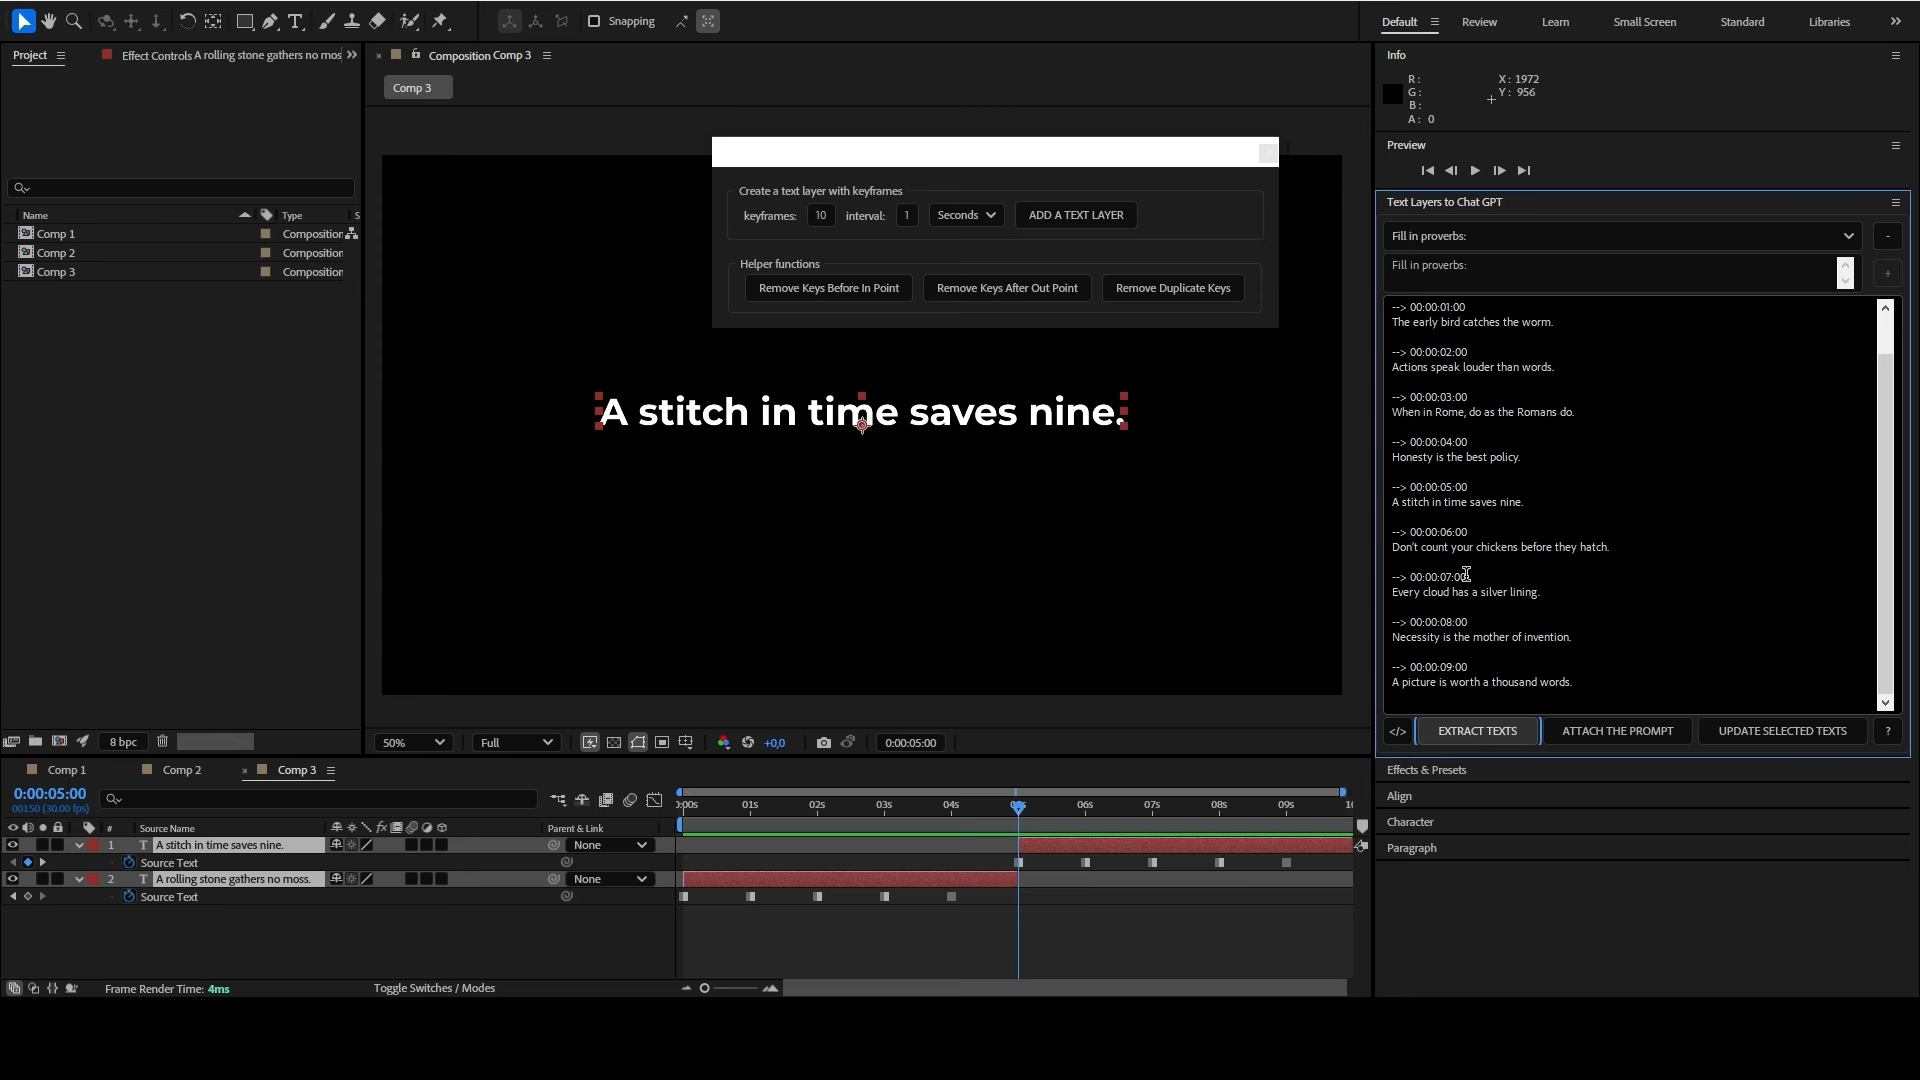 Snapping
Default
Review
Learn
Small Screen
Standard
Libraries
Project
Effect Controls A rolling stone gathers no mos
Composition Comp 3
Comp 3
Name
Type
S
Comp 1
Composition
Comp 2
Composition
Comp 3
Composition
8 bpc
Create a text layer with keyframes
keyframes: 10 interval: 1 Seconds ADD A TEXT LAYER
Helper functions
Remove Keys Before In Point
Remove Keys After Out Point
Remove Duplicate Keys
A stitch in time saves nine.
50%
Full
+0,0
0:00:05:00
Info
R:
G:
B:
A: 0
X: 1972
Y: 956
Preview
Text Layers to Chat GPT
Fill in proverbs:
-
Fill in proverbs:
+
--> 00:00:01:00
The early bird catches the worm.
--> 00:00:02:00
Actions speak louder than words.
--> 00:00:03:00
When in Rome, do as the Romans do.
--> 00:00:04:00
Honesty is the best policy.
--> 00:00:05:00
A stitch in time saves nine.
--> 00:00:06:00
Don't count your chickens before they hatch.
--> 00:00:07:00
Every cloud has a silver lining.
--> 00:00:08:00
Necessity is the mother of invention.
--> 00:00:09:00
A picture is worth a thousand words.
</>
EXTRACT TEXTS
ATTACH THE PROMPT
UPDATE SELECTED TEXTS
?
Effects & Presets
Align
Character
Paragraph
Comp 1
Comp 2
Comp 3
0:00:05:00
00150 (30.00 fps)
# Source Name
Parent & Link
1 T A stitch in time saves nine.
None
Source Text
2 T A rolling stone gathers no moss.
None
Source Text
01s
02s
03s
04s
06s
07s
08s
09s
Frame Render Time: 4ms
Toggle Switches / Modes